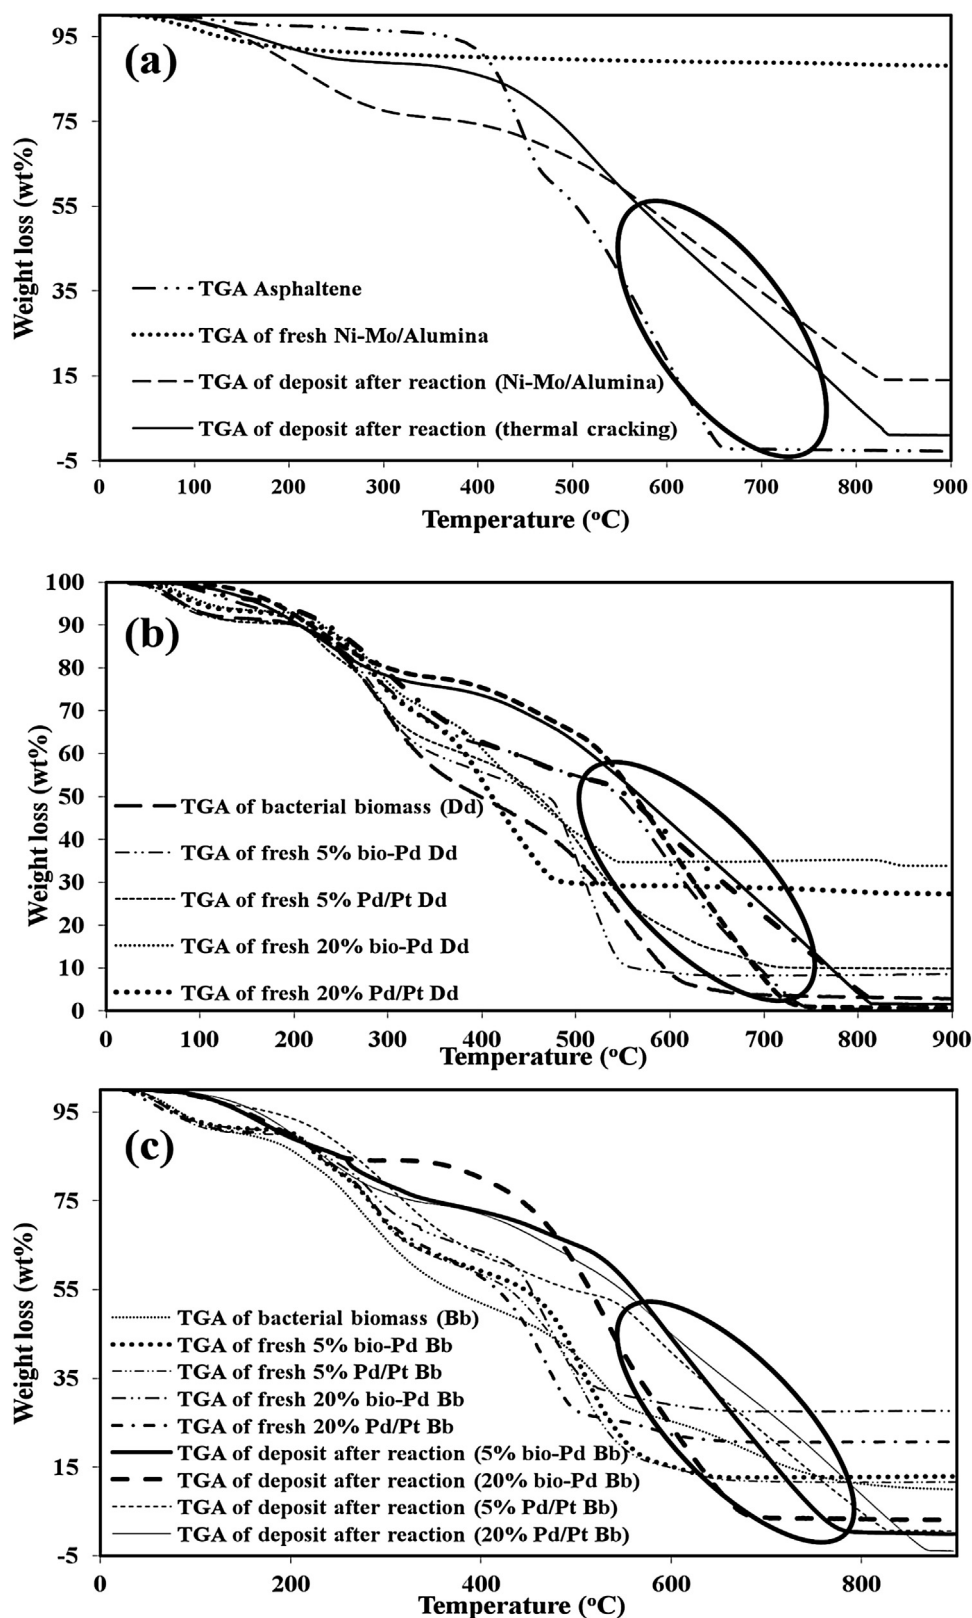 (a)
95
75
55
35
15
-5
Weight loss (wt%)
TGA Asphaltene
TGA of fresh Ni-Mo/Alumina
TGA of deposit after reaction (Ni-Mo/Alumina)
TGA of deposit after reaction (thermal cracking)
0 100 200 300 400 500 600 700 800 900
Temperature (ºC)
(b)
100
90
80
70
60
50
40
30
20
10
0
Weight loss (wt%)
TGA of bacterial biomass (Dd)
TGA of fresh 5% bio-Pd Dd
TGA of fresh 5% Pd/Pt Dd
TGA of fresh 20% bio-Pd Dd
TGA of fresh 20% Pd/Pt Dd
0 100 200 300 400 500 600 700 800 900
Temperature (ºC)
(c)
95
75
55
35
15
-5
Weight loss (wt%)
TGA of bacterial biomass (Bb)
TGA of fresh 5% bio-Pd Bb
TGA of fresh 5% Pd/Pt Bb
TGA of fresh 20% bio-Pd Bb
TGA of fresh 20% Pd/Pt Bb
TGA of deposit after reaction (5% bio-Pd Bb)
TGA of deposit after reaction (20% bio-Pd Bb)
TGA of deposit after reaction (5% Pd/Pt Bb)
TGA of deposit after reaction (20% Pd/Pt Bb)
0 200 400 600 800
Temperature (ºC)